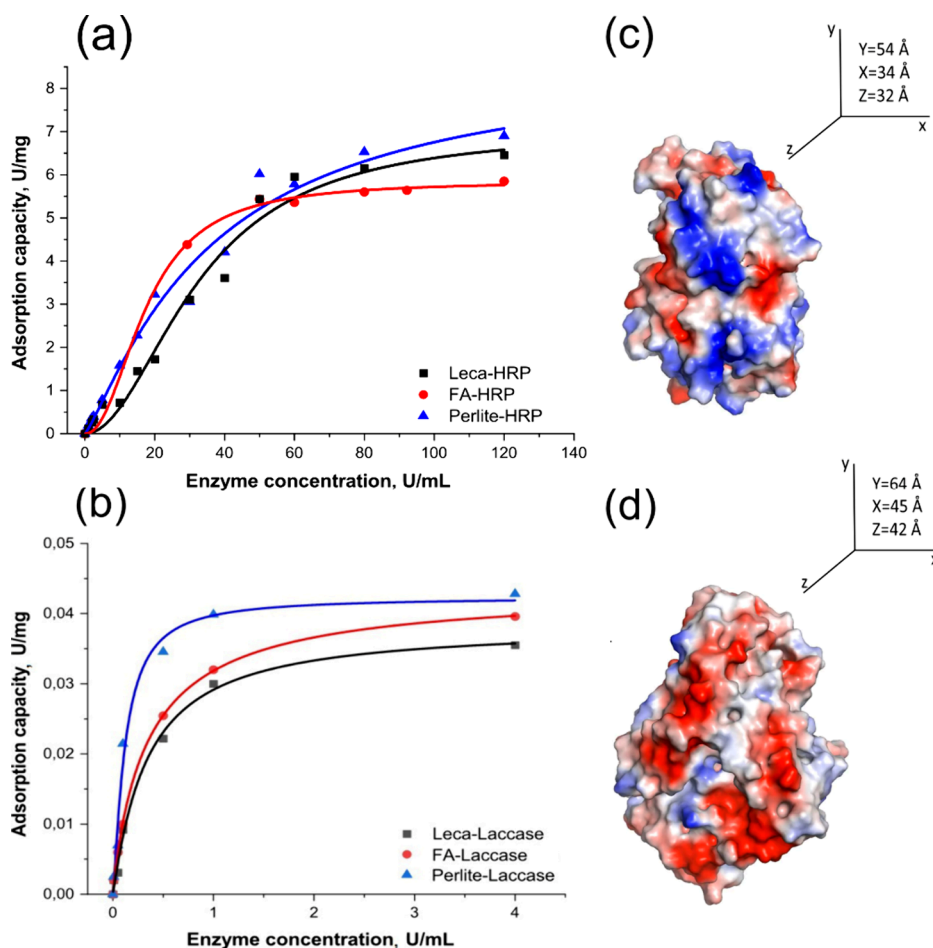 (a)
8
7
6
5
4
3
2
1
0
Adsorption capacity, U/mg
Leca-HRP
FA-HRP
Perlite-HRP
0 20 40 60 80 100 120 140
Enzyme concentration, U/mL
(c)
y
Y=54 Å
X=34 Å
Z=32 Å
x
z
(b)
0,05
0,04
0,03
0,02
0,01
0,00
Adsorption capacity, U/mg
Leca-Laccase
FA-Laccase
Perlite-Laccase
0 1 2 3 4
Enzyme concentration, U/mL
(d)
y
Y=64 Å
X=45 Å
Z=42 Å
x
z